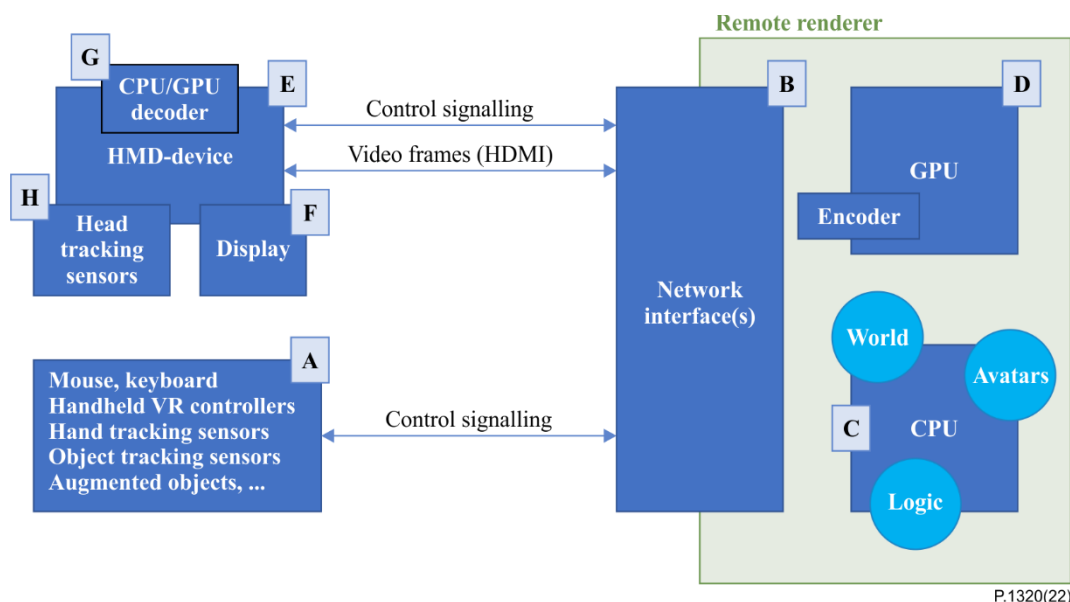 Remote renderer
G
CPU/GPU
decoder
E
HMD-device
H
Head
tracking
sensors
F
Display
Control signalling
Video frames (HDMI)
A
Mouse, keyboard
Handheld VR controllers
Hand tracking sensors
Object tracking sensors
Augmented objects, ...
Control signalling
B
Network
interface(s)
D
GPU
Encoder
World
Avatars
C
CPU
Logic
P.1320(22)